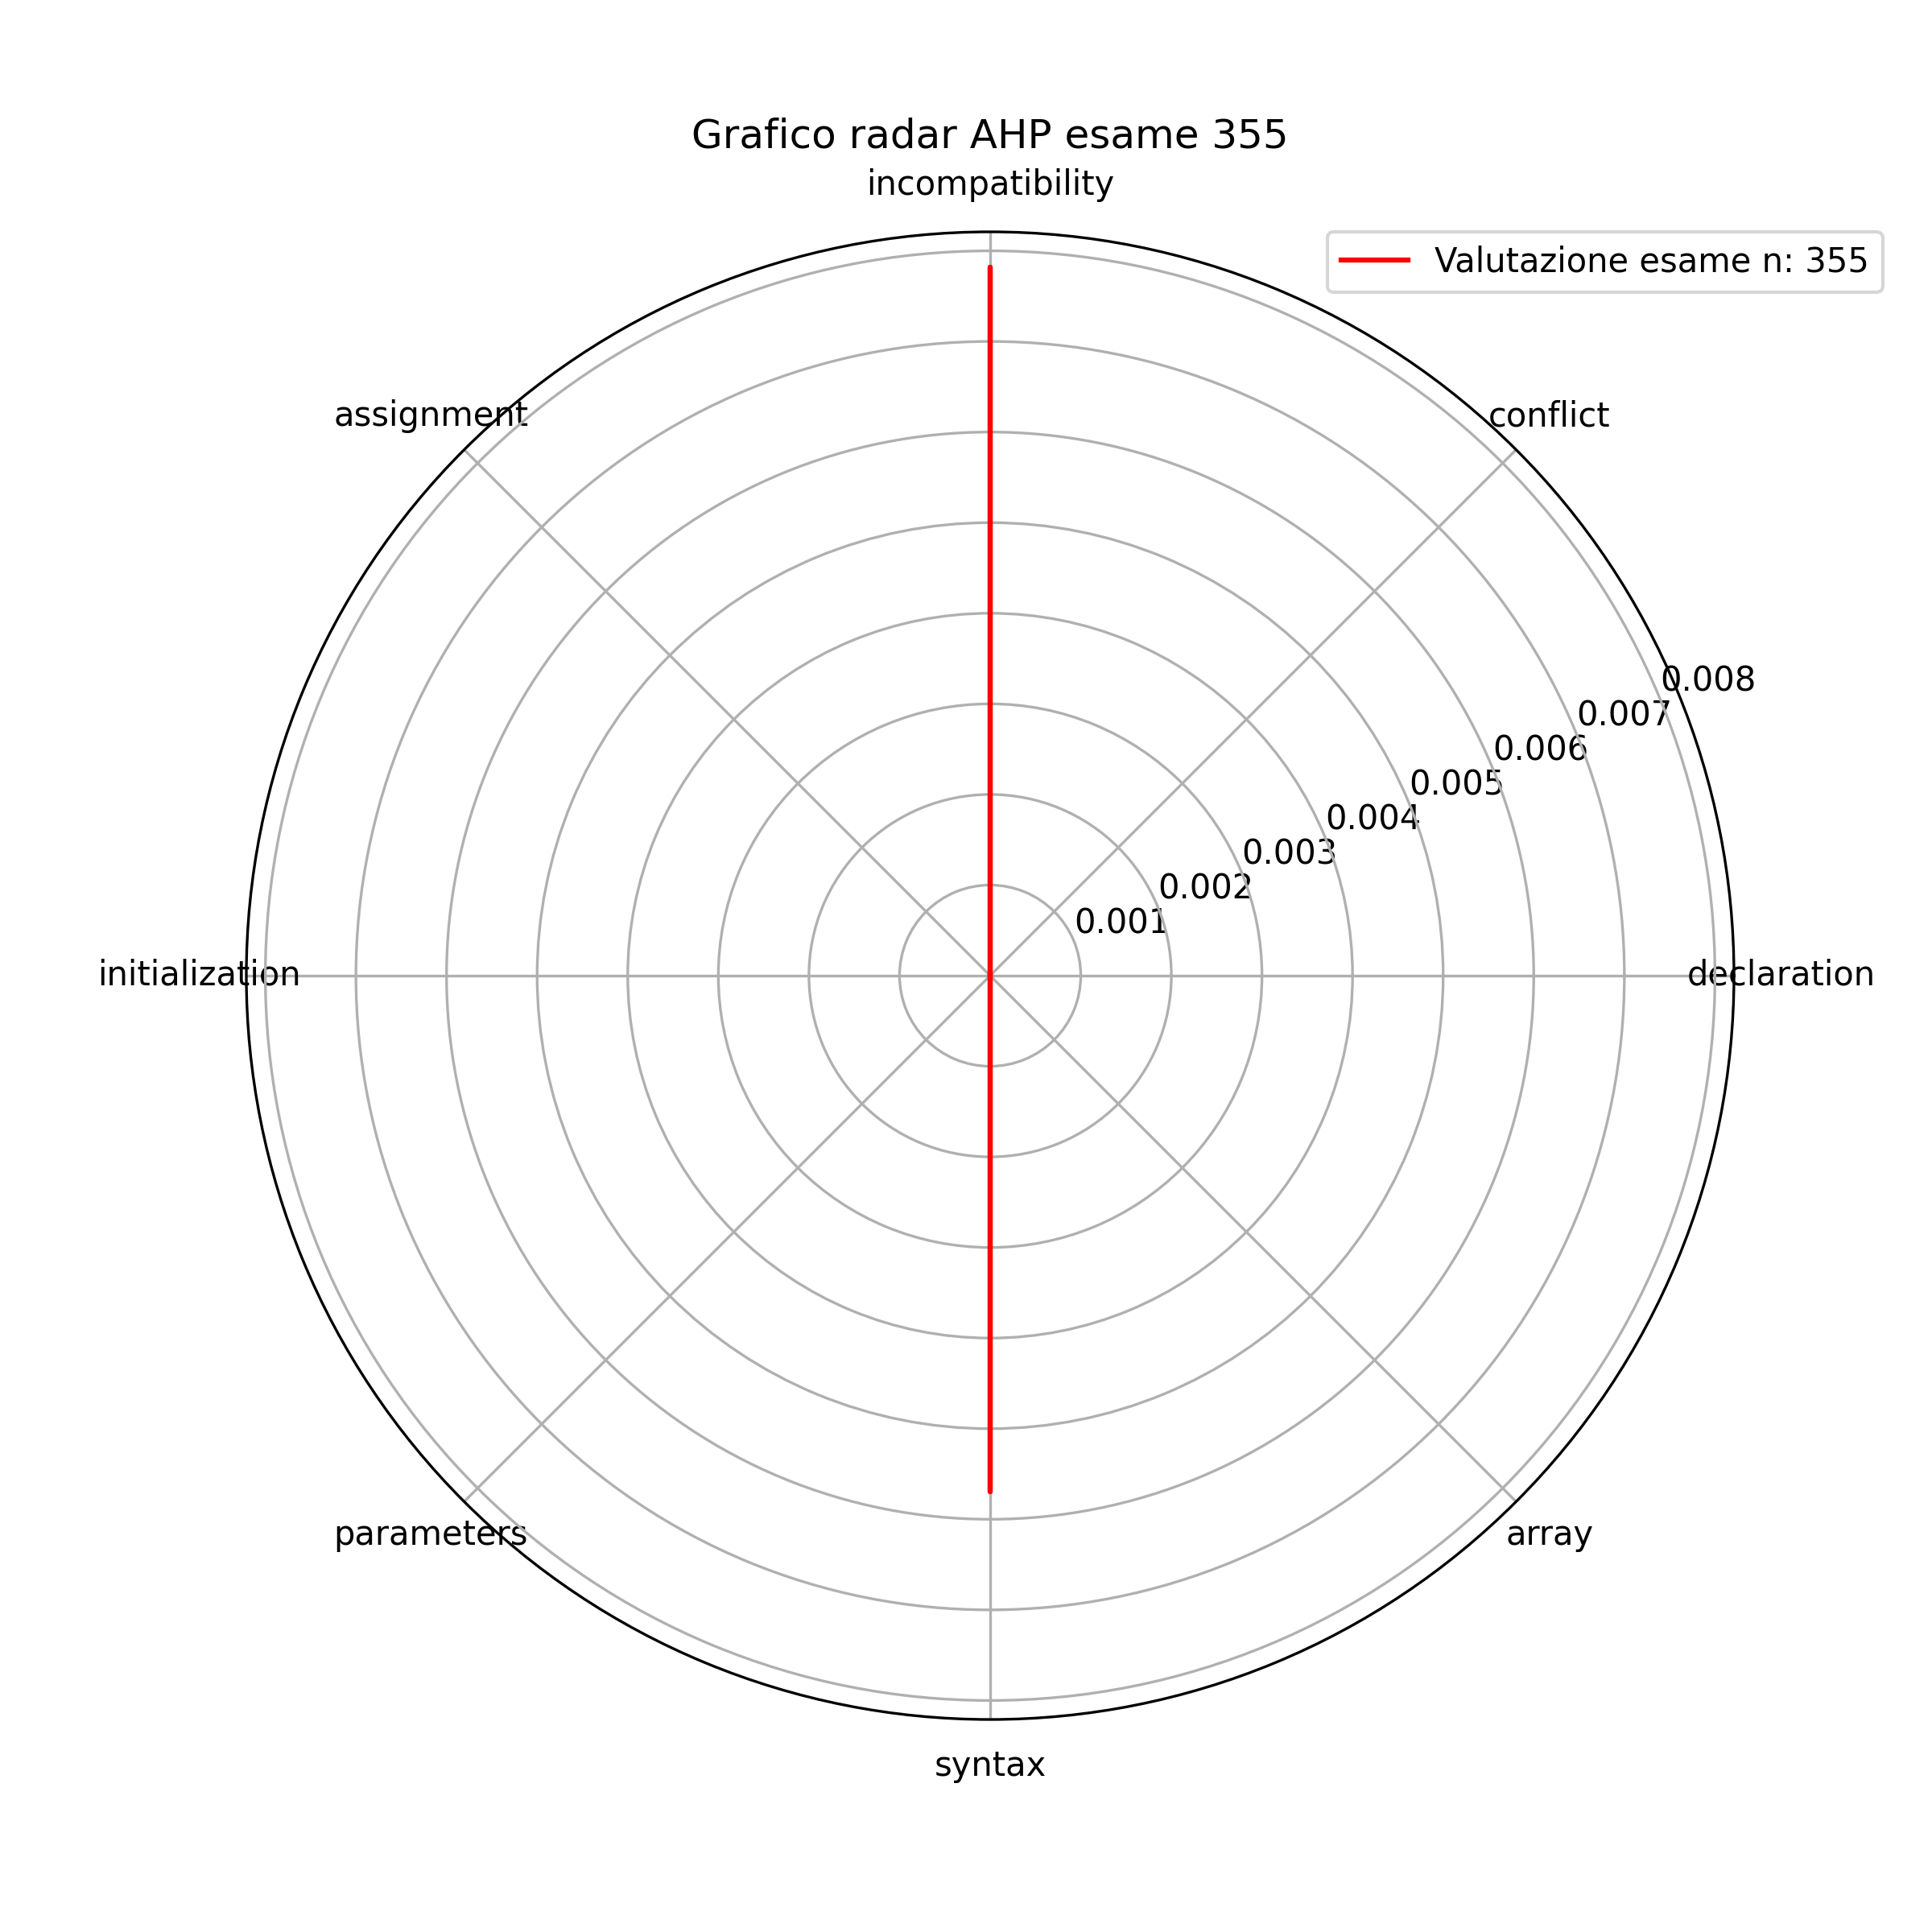 Grafico radar AHP esame 355
incompatibility
Valutazione esame n: 355
assignment
conflict
0.008
0.007
0.006
0.005
0.004
0.003
0.002
0.001
initialization
declaration
parameters
array
syntax